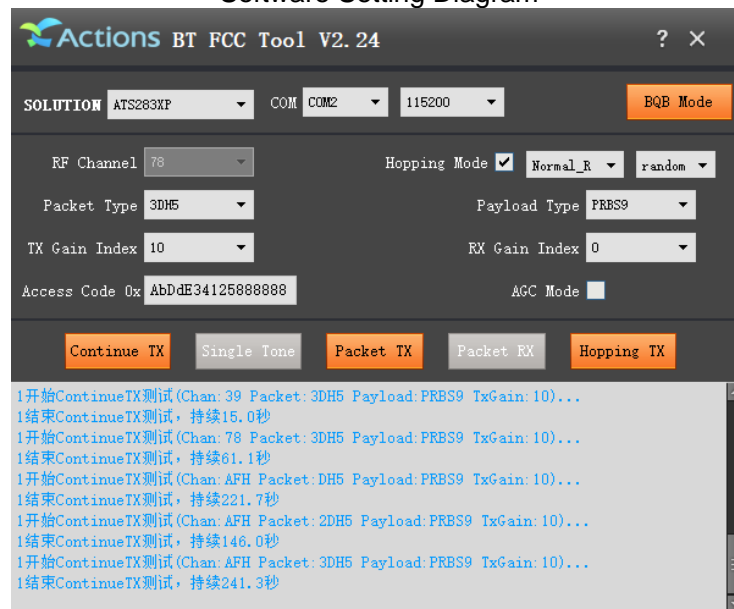 Software Setting Diagram
Actions BT FCC Tool V2.24 ? ×
SOLUTION ATS283XP COM COM2 115200 BQB Mode
RF Channel 78 Hopping Mode Normal_R random
Packet Type 3DH5 Payload Type PRBS9
TX Gain Index 10 RX Gain Index 0
Access Code 0x AbDdE34125888888 AGC Mode
Continue TX Single Tone Packet TX Packet RX Hopping TX
1开始ContinueTX测试(Chan:39 Packet:3DH5 Payload:PRBS9 TxGain:10)...
1结束ContinueTX测试，持续15.0秒
1开始ContinueTX测试(Chan:78 Packet:3DH5 Payload:PRBS9 TxGain:10)...
1结束ContinueTX测试，持续61.1秒
1开始ContinueTX测试(Chan:AFH Packet:DH5 Payload:PRBS9 TxGain:10)...
1结束ContinueTX测试，持续221.7秒
1开始ContinueTX测试(Chan:AFH Packet:2DH5 Payload:PRBS9 TxGain:10)...
1结束ContinueTX测试，持续146.0秒
1开始ContinueTX测试(Chan:AFH Packet:3DH5 Payload:PRBS9 TxGain:10)...
1结束ContinueTX测试，持续241.3秒